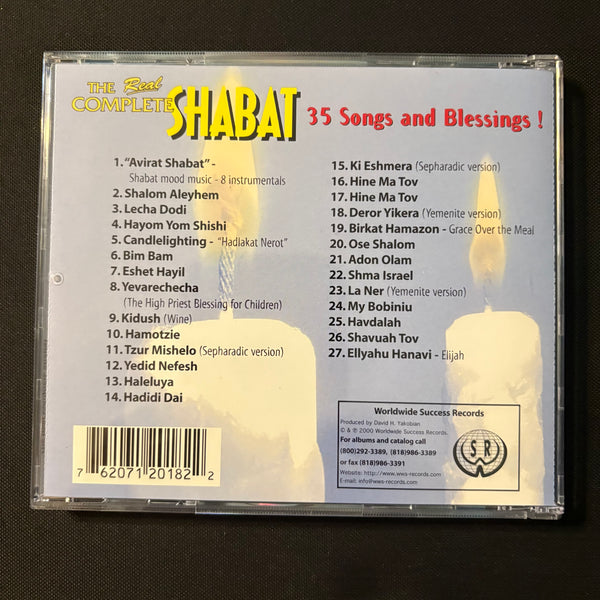 THE Real
COMPLETE SHABAT
35 Songs and Blessings !
1. "Avirat Shabat" -
Shabat mood music - 8 instrumentals
2. Shalom Aleyhem
3. Lecha Dodi
4. Hayom Yom Shishi
5. Candlelighting - "Hadlakat Nerot"
6. Bim Bam
7. Eshet Hayil
8. Yevarechecha
(The High Priest Blessing for Children)
9. Kidush (Wine)
10. Hamotzie
11. Tzur Mishelo (Sepharadic version)
12. Yedid Nefesh
13. Haleluya
14. Hadidi Dai
15. Ki Eshmera (Sepharadic version)
16. Hine Ma Tov
17. Hine Ma Tov
18. Deror Yikera (Yemenite version)
19. Birkat Hamazon - Grace Over the Meal
20. Ose Shalom
21. Adon Olam
22. Shma Israel
23. La Ner (Yemenite version)
24. My Bobiniu
25. Havdalah
26. Shavuah Tov
27. Ellyahu Hanavi - Elijah
7 62071 20182 2
Worldwide Success Records
Produced by David H. Yakobian
© & ℗ 2000 Worldwide Success Records.
For albums and catalog call
(800)292-3389, (818)986-3389
or fax (818)986-3391
Website: http://www.wws-records.com
E-mail: info@wws-records.com
S R